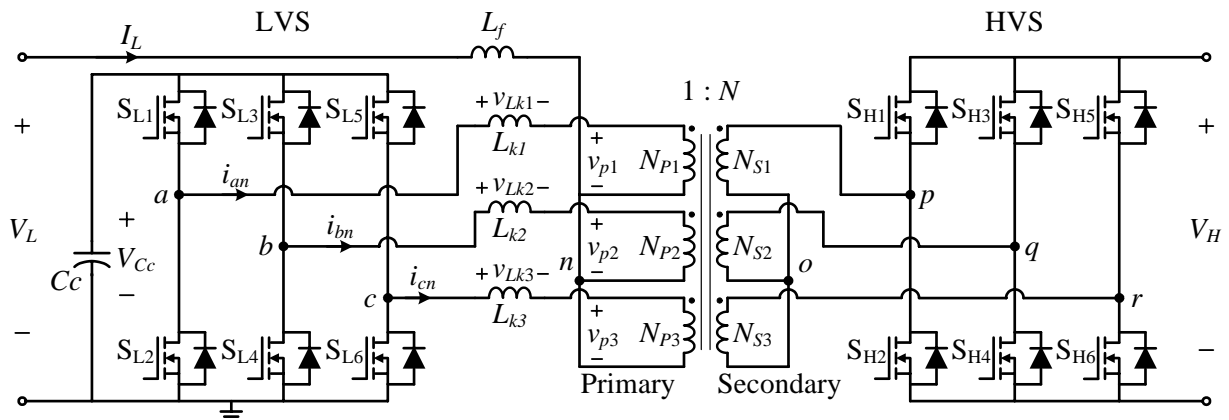 LVS
HVS
I_L
L_f
1 : N
S_L1
S_L3
S_L5
+ v_Lk1 −
L_k1
+
v_p1
−
N_P1
N_S1
S_H1
S_H3
S_H5
+
V_L
−
+
V_H
−
a
i_an
p
+ v_Lk2 −
L_k2
+
v_p2
−
N_P2
N_S2
b
i_bn
n
o
q
Cc
+
V_Cc
−
+ v_Lk3 −
L_k3
+
v_p3
−
N_P3
N_S3
c
i_cn
r
S_L2
S_L4
S_L6
S_H2
S_H4
S_H6
Primary
Secondary